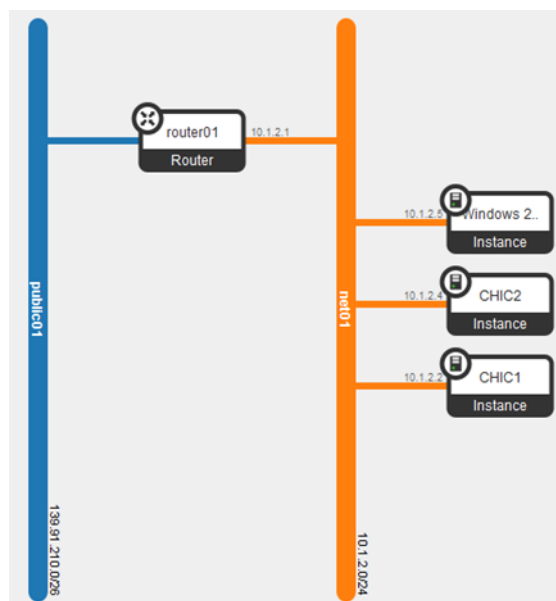 router01
Router
10.1.2.1
10.1.2.5
Windows 2..
Instance
10.1.2.4
CHIC2
Instance
10.1.2.2
CHIC1
Instance
public01
net01
139.91.210.0/26
10.1.2.0/24